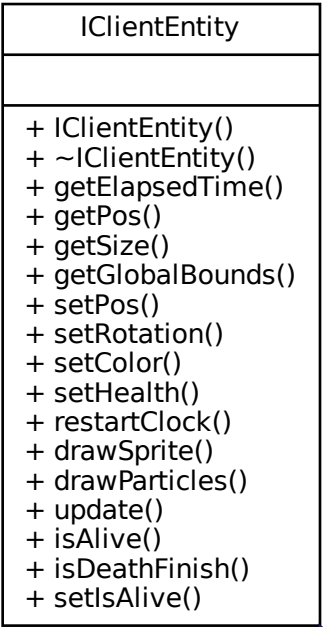 IClientEntity
+ IClientEntity()
+ ~IClientEntity()
+ getElapsedTime()
+ getPos()
+ getSize()
+ getGlobalBounds()
+ setPos()
+ setRotation()
+ setColor()
+ setHealth()
+ restartClock()
+ drawSprite()
+ drawParticles()
+ update()
+ isAlive()
+ isDeathFinish()
+ setIsAlive()